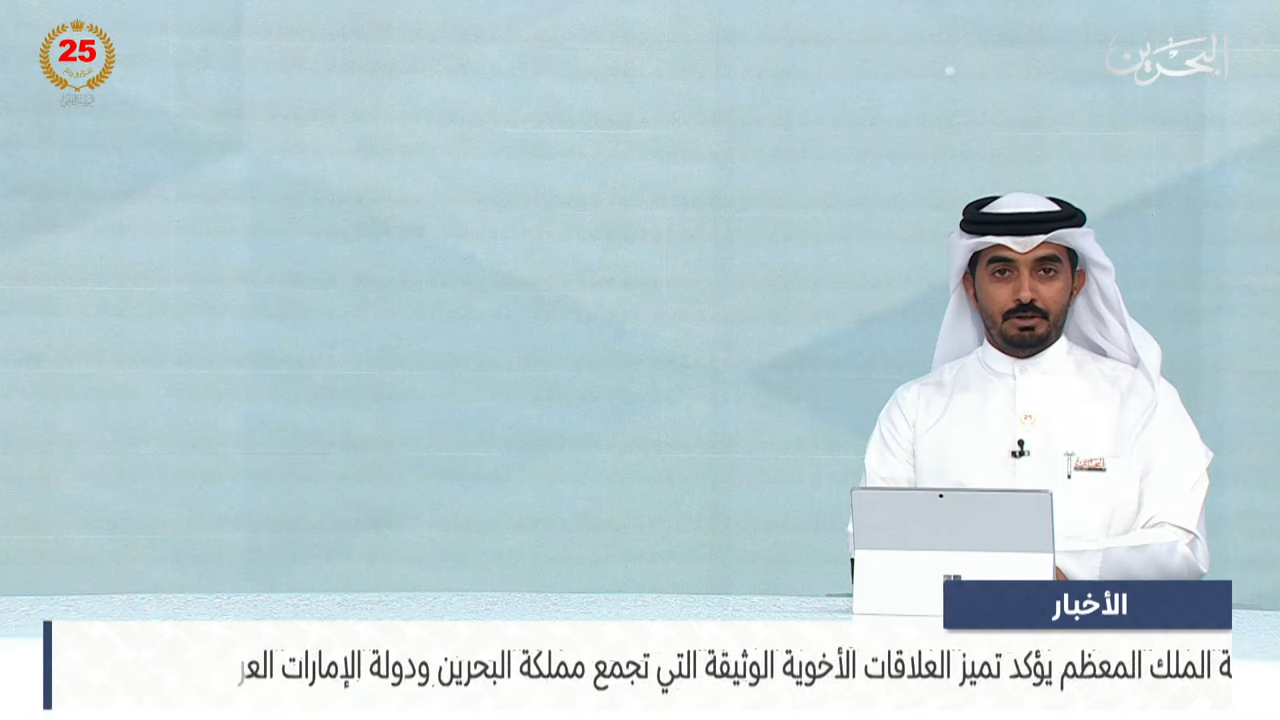 25
البحرين
الأخبار
ة الملك المعظم يؤكد تميز العلاقات الأخوية الوثيقة التي تجمع مملكة البحرين ودولة الإمارات العر